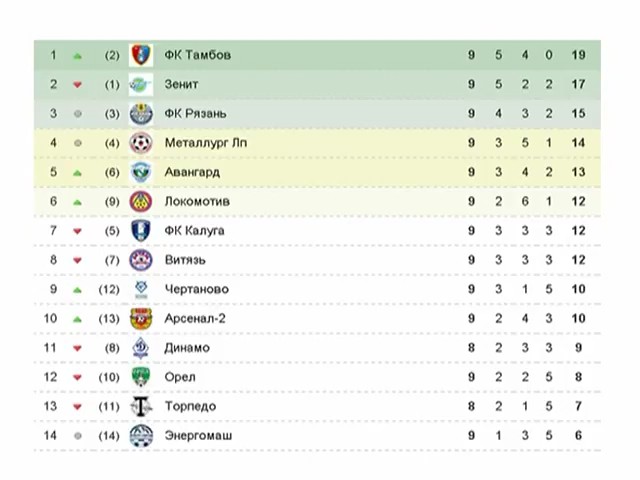 1 (2) ФК Тамбов 9 5 4 0 19
2 (1) Зенит 9 5 2 2 17
3 (3) ФК Рязань 9 4 3 2 15
4 (4) Металлург Лп 9 3 5 1 14
5 (6) Авангард 9 3 4 2 13
6 (9) Локомотив 9 2 6 1 12
7 (5) ФК Калуга 9 3 3 3 12
8 (7) Витязь 9 3 3 3 12
9 (12) Чертаново 9 3 1 5 10
10 (13) Арсенал-2 9 2 4 3 10
11 (8) Динамо 8 2 3 3 9
12 (10) Орел 9 2 2 5 8
13 (11) Торпедо 8 2 1 5 7
14 (14) Энергомаш 9 1 3 5 6